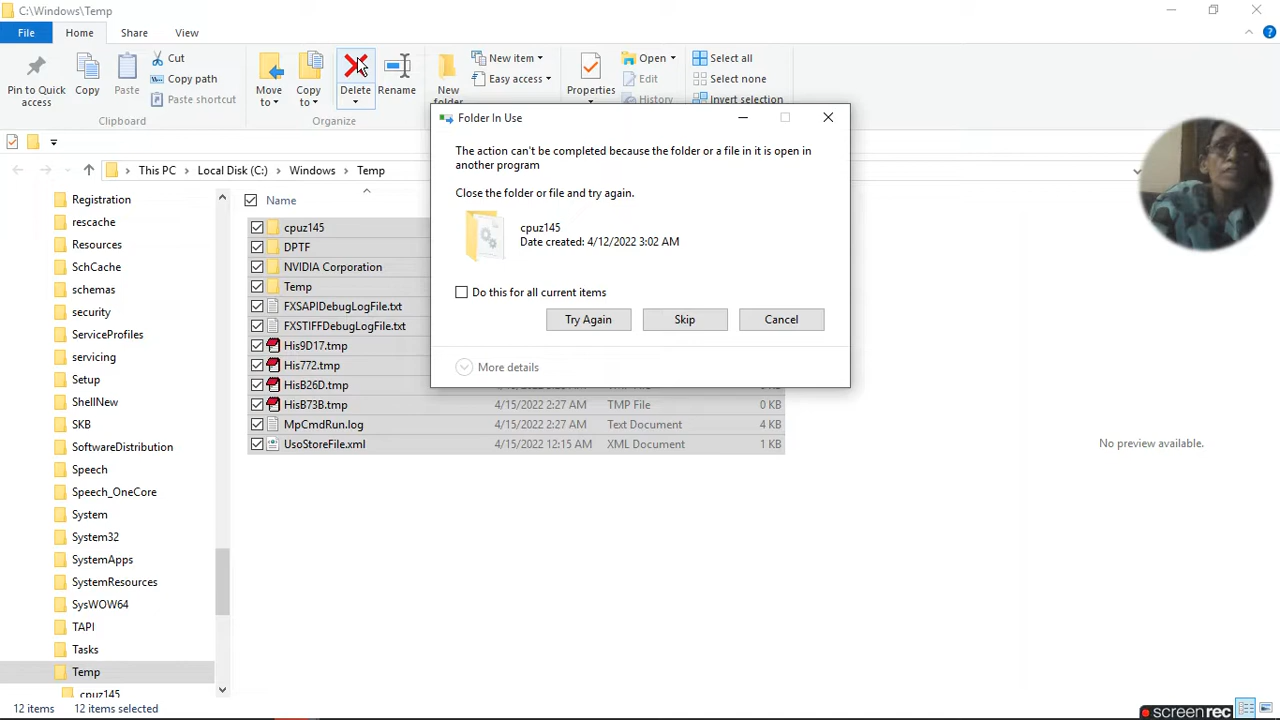 C:\Windows\Temp
File Home Share View
Pin to Quick access
Copy
Paste
Cut
Copy path
Paste shortcut
Clipboard
Move to
Copy to
Delete
Rename
Organize
New folder
New item
Easy access
Properties
Open
Edit
History
Select all
Select none
Invert selection
This PC > Local Disk (C:) > Windows > Temp
Registration
rescache
Resources
SchCache
schemas
security
ServiceProfiles
servicing
Setup
ShellNew
SKB
SoftwareDistribution
Speech
Speech_OneCore
System
System32
SystemApps
SystemResources
SysWOW64
TAPI
Tasks
Temp
cpuz145
Name
cpuz145
DPTF
NVIDIA Corporation
Temp
FXSAPIDebugLogFile.txt
FXSTIFFDebugLogFile.txt
His9D17.tmp
His772.tmp
HisB26D.tmp
HisB73B.tmp 4/15/2022 2:27 AM TMP File 0 KB
MpCmdRun.log 4/15/2022 2:27 AM Text Document 4 KB
UsoStoreFile.xml 4/15/2022 12:15 AM XML Document 1 KB
Folder In Use
The action can't be completed because the folder or a file in it is open in
another program
Close the folder or file and try again.
cpuz145
Date created: 4/12/2022 3:02 AM
Do this for all current items
Try Again Skip Cancel
More details
No preview available.
12 items 12 items selected
screenrec